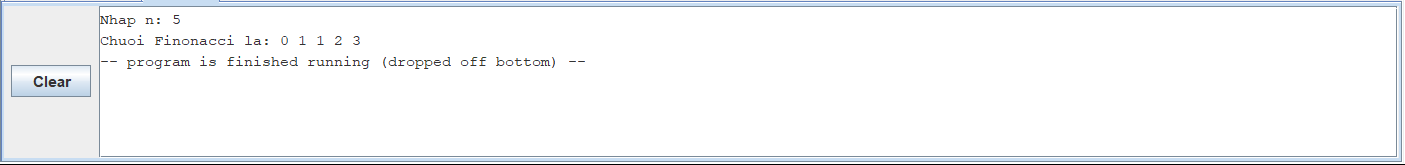 Nhap n: 5
Chuoi Finonacci la: 0 1 1 2 3
-- program is finished running (dropped off bottom) --
Clear